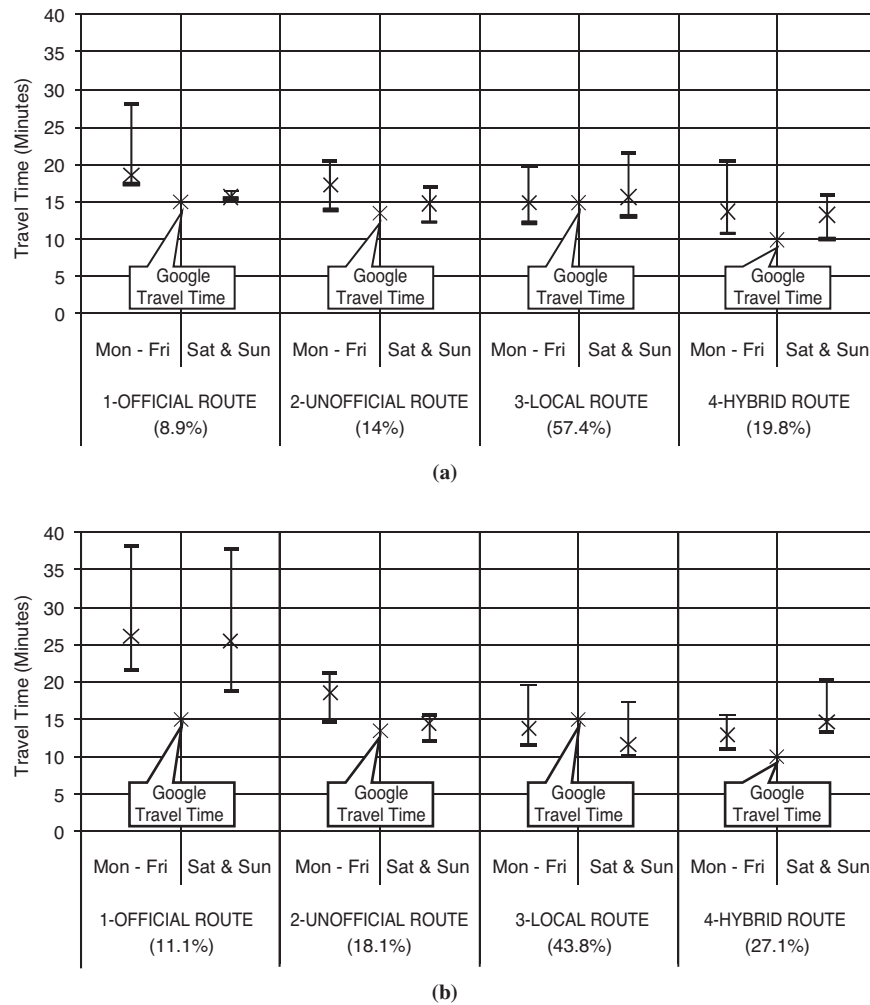 Travel Time (Minutes)
40
35
30
25
20
15
10
5
0
Google
Travel Time
Google
Travel Time
Google
Travel Time
Google
Travel Time
Mon - Fri
Sat & Sun
Mon - Fri
Sat & Sun
Mon - Fri
Sat & Sun
Mon - Fri
Sat & Sun
1-OFFICIAL ROUTE
(8.9%)
2-UNOFFICIAL ROUTE
(14%)
3-LOCAL ROUTE
(57.4%)
4-HYBRID ROUTE
(19.8%)
(a)
Travel Time (Minutes)
40
35
30
25
20
15
10
5
0
Google
Travel Time
Google
Travel Time
Google
Travel Time
Google
Travel Time
Mon - Fri
Sat & Sun
Mon - Fri
Sat & Sun
Mon - Fri
Sat & Sun
Mon - Fri
Sat & Sun
1-OFFICIAL ROUTE
(11.1%)
2-UNOFFICIAL ROUTE
(18.1%)
3-LOCAL ROUTE
(43.8%)
4-HYBRID ROUTE
(27.1%)
(b)